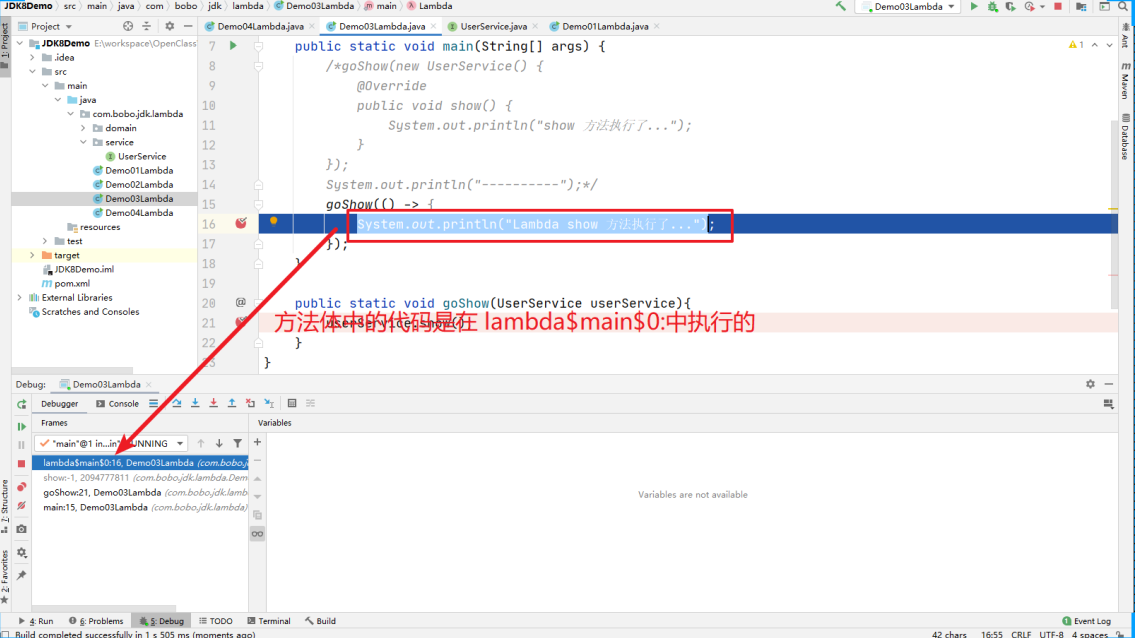 JDK8Demo src main java com bobo jdk lambda Demo03Lambda main Lambda Demo03Lambda
Project Demo04Lambda.java Demo03Lambda.java UserService.java Demo01Lambda.java
1: Project
JDK8Demo E:\workspace\OpenClass
.idea
src
main
java
com.bobo.jdk.lambda
domain
service
UserService
Demo01Lambda
Demo02Lambda
Demo03Lambda
Demo04Lambda
resources
test
target
JDK8Demo.iml
pom.xml
External Libraries
Scratches and Consoles
7 public static void main(String[] args) {
8 /*goShow(new UserService() {
9 @Override
10 public void show() {
11 System.out.println("show 方法执行了...");
12 }
13 });
14 System.out.println("----------");*/
15 goShow(() -> {
16 System.out.println("Lambda show 方法执行了...");
17 });
18 }
19
20 @ public static void goShow(UserService userService){
21 userService.show();
方法体中的代码是在 lambda$main$0:中执行的
22 }
23 }
1
Ant
Maven
Database
Debug: Demo03Lambda
Debugger Console
Frames Variables
"main"@1 in...in": RUNNING
lambda$main$0:16, Demo03Lambda (com.bobo.jdk.lambda)
show:-1, 2094777811 (com.bobo.jdk.lambda.Dem
goShow:21, Demo03Lambda (com.bobo.jdk.lamb
main:15, Demo03Lambda (com.bobo.jdk.lambda)
Variables are not available
7: Structure
2: Favorites
4: Run 6: Problems 5: Debug TODO Terminal Build Event Log
Build completed successfully in 1 s 505 ms (moments ago) 42 chars 16:55 CRLF UTF-8 4 spaces